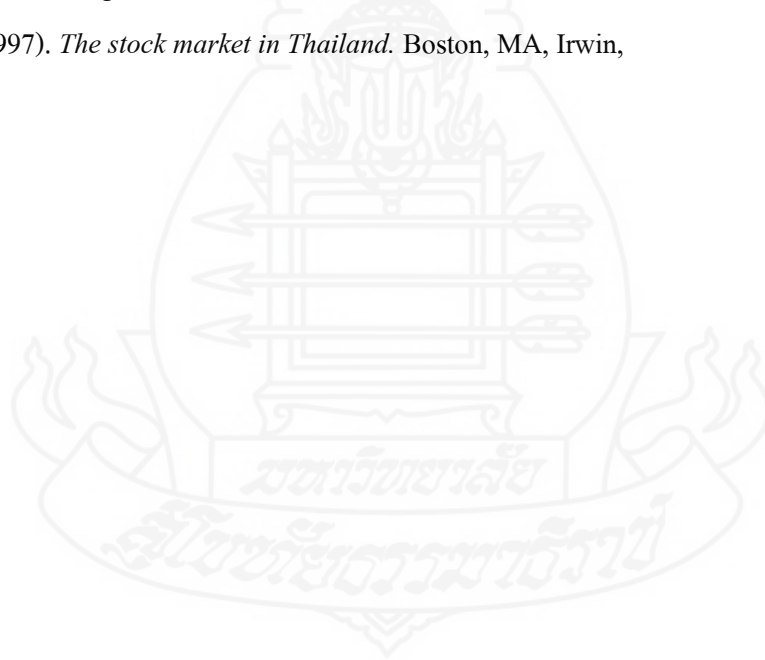 997). The stock market in Thailand. Boston, MA, Irwin,
มหาวิทยาลัย
สุโขทัยธรรมาธิราช